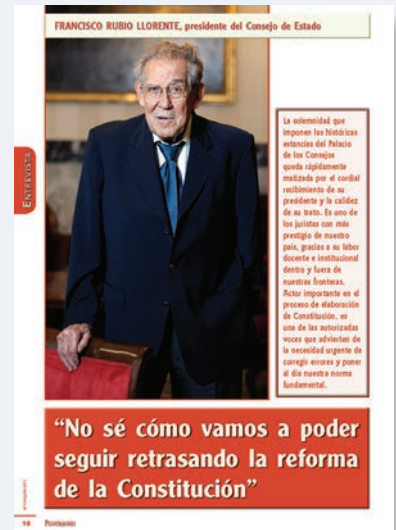 FRANCISCO RUBIO LLORENTE, presidente del Consejo de Estado
ENTREVISTA
La solemnidad que
imponen las históricas
estancias del Palacio
de los Consejos
queda rápidamente
matizada por el cordial
recibimiento de su
presidente y la calidez
de su trato. Es uno de
los juristas con más
prestigio de nuestro
país, gracias a su labor
docente e institucional
dentro y fuera de
nuestras fronteras.
Actor importante en el
proceso de elaboración
de Constitución, es
una de las autorizadas
voces que advierten de
la necesidad urgente de
corregir errores y poner
al día nuestra norma
fundamental.
“No sé cómo vamos a poder
seguir retrasando la reforma
de la Constitución”